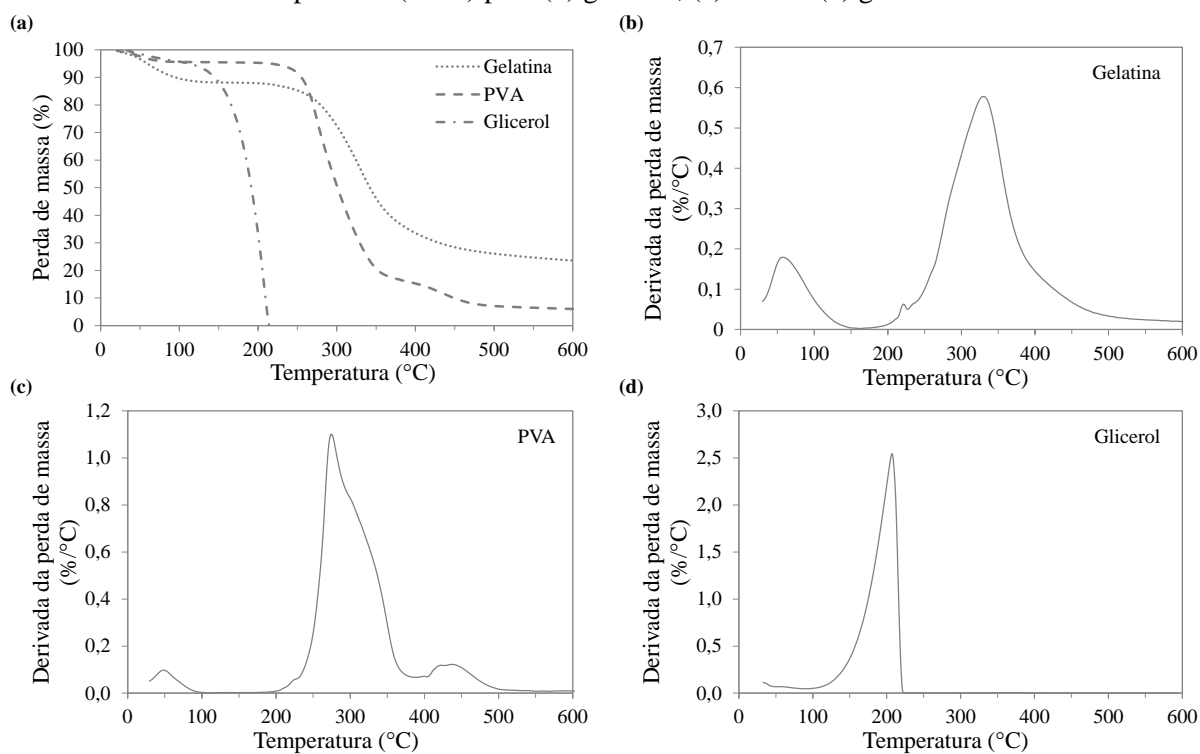 (a)
Perda de massa (%)
100
90
80
70
60
50
40
30
20
10
0
0 100 200 300 400 500 600
Temperatura (°C)
Gelatina
PVA
Glicerol
(b)
Derivada da perda de massa
(%/°C)
0,7
0,6
0,5
0,4
0,3
0,2
0,1
0
0 100 200 300 400 500 600
Temperatura (°C)
Gelatina
(c)
Derivada da perda de massa
(%/°C)
1,2
1,0
0,8
0,6
0,4
0,2
0,0
0 100 200 300 400 500 600
Temperatura (°C)
PVA
(d)
Derivada da perda de massa
(%/°C)
3,0
2,5
2,0
1,5
1,0
0,5
0,0
0 100 200 300 400 500 600
Temperatura (°C)
Glicerol